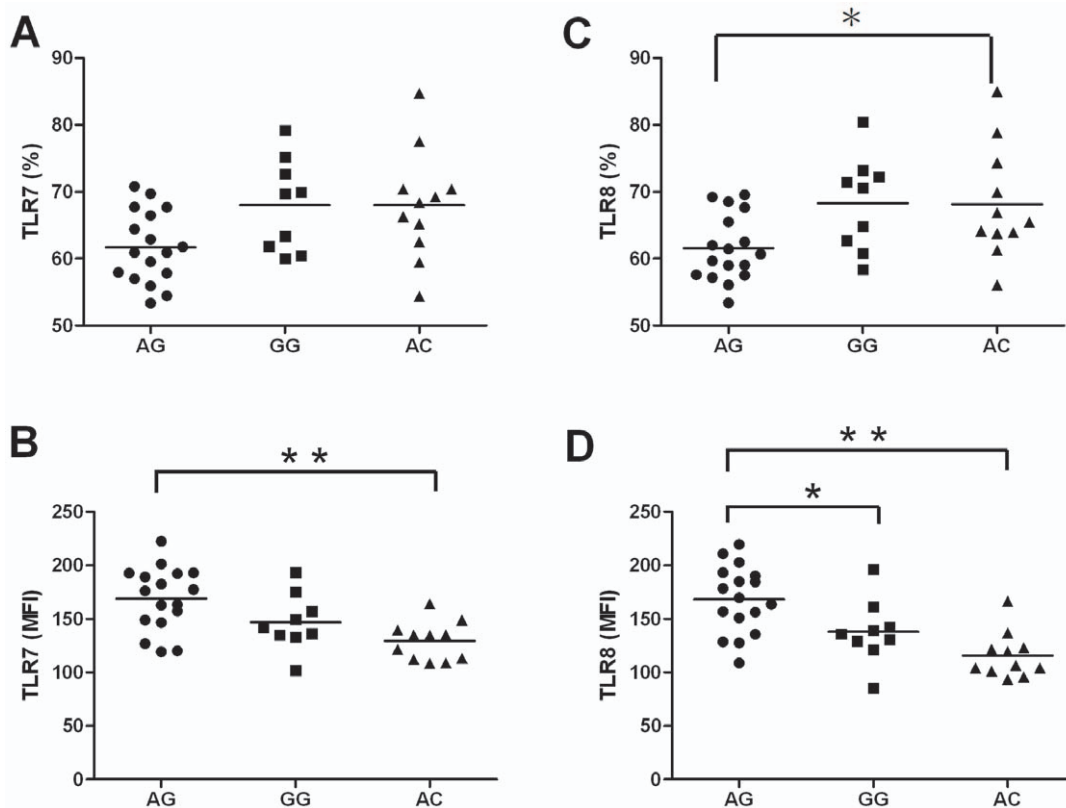 A
TLR7 (%)
90
80
70
60
50
AG GG AC
C
*
TLR8 (%)
90
80
70
60
50
AG GG AC
B
* *
TLR7 (MFI)
250
200
150
100
50
0
AG GG AC
D
* *
*
TLR8 (MFI)
250
200
150
100
50
0
AG GG AC